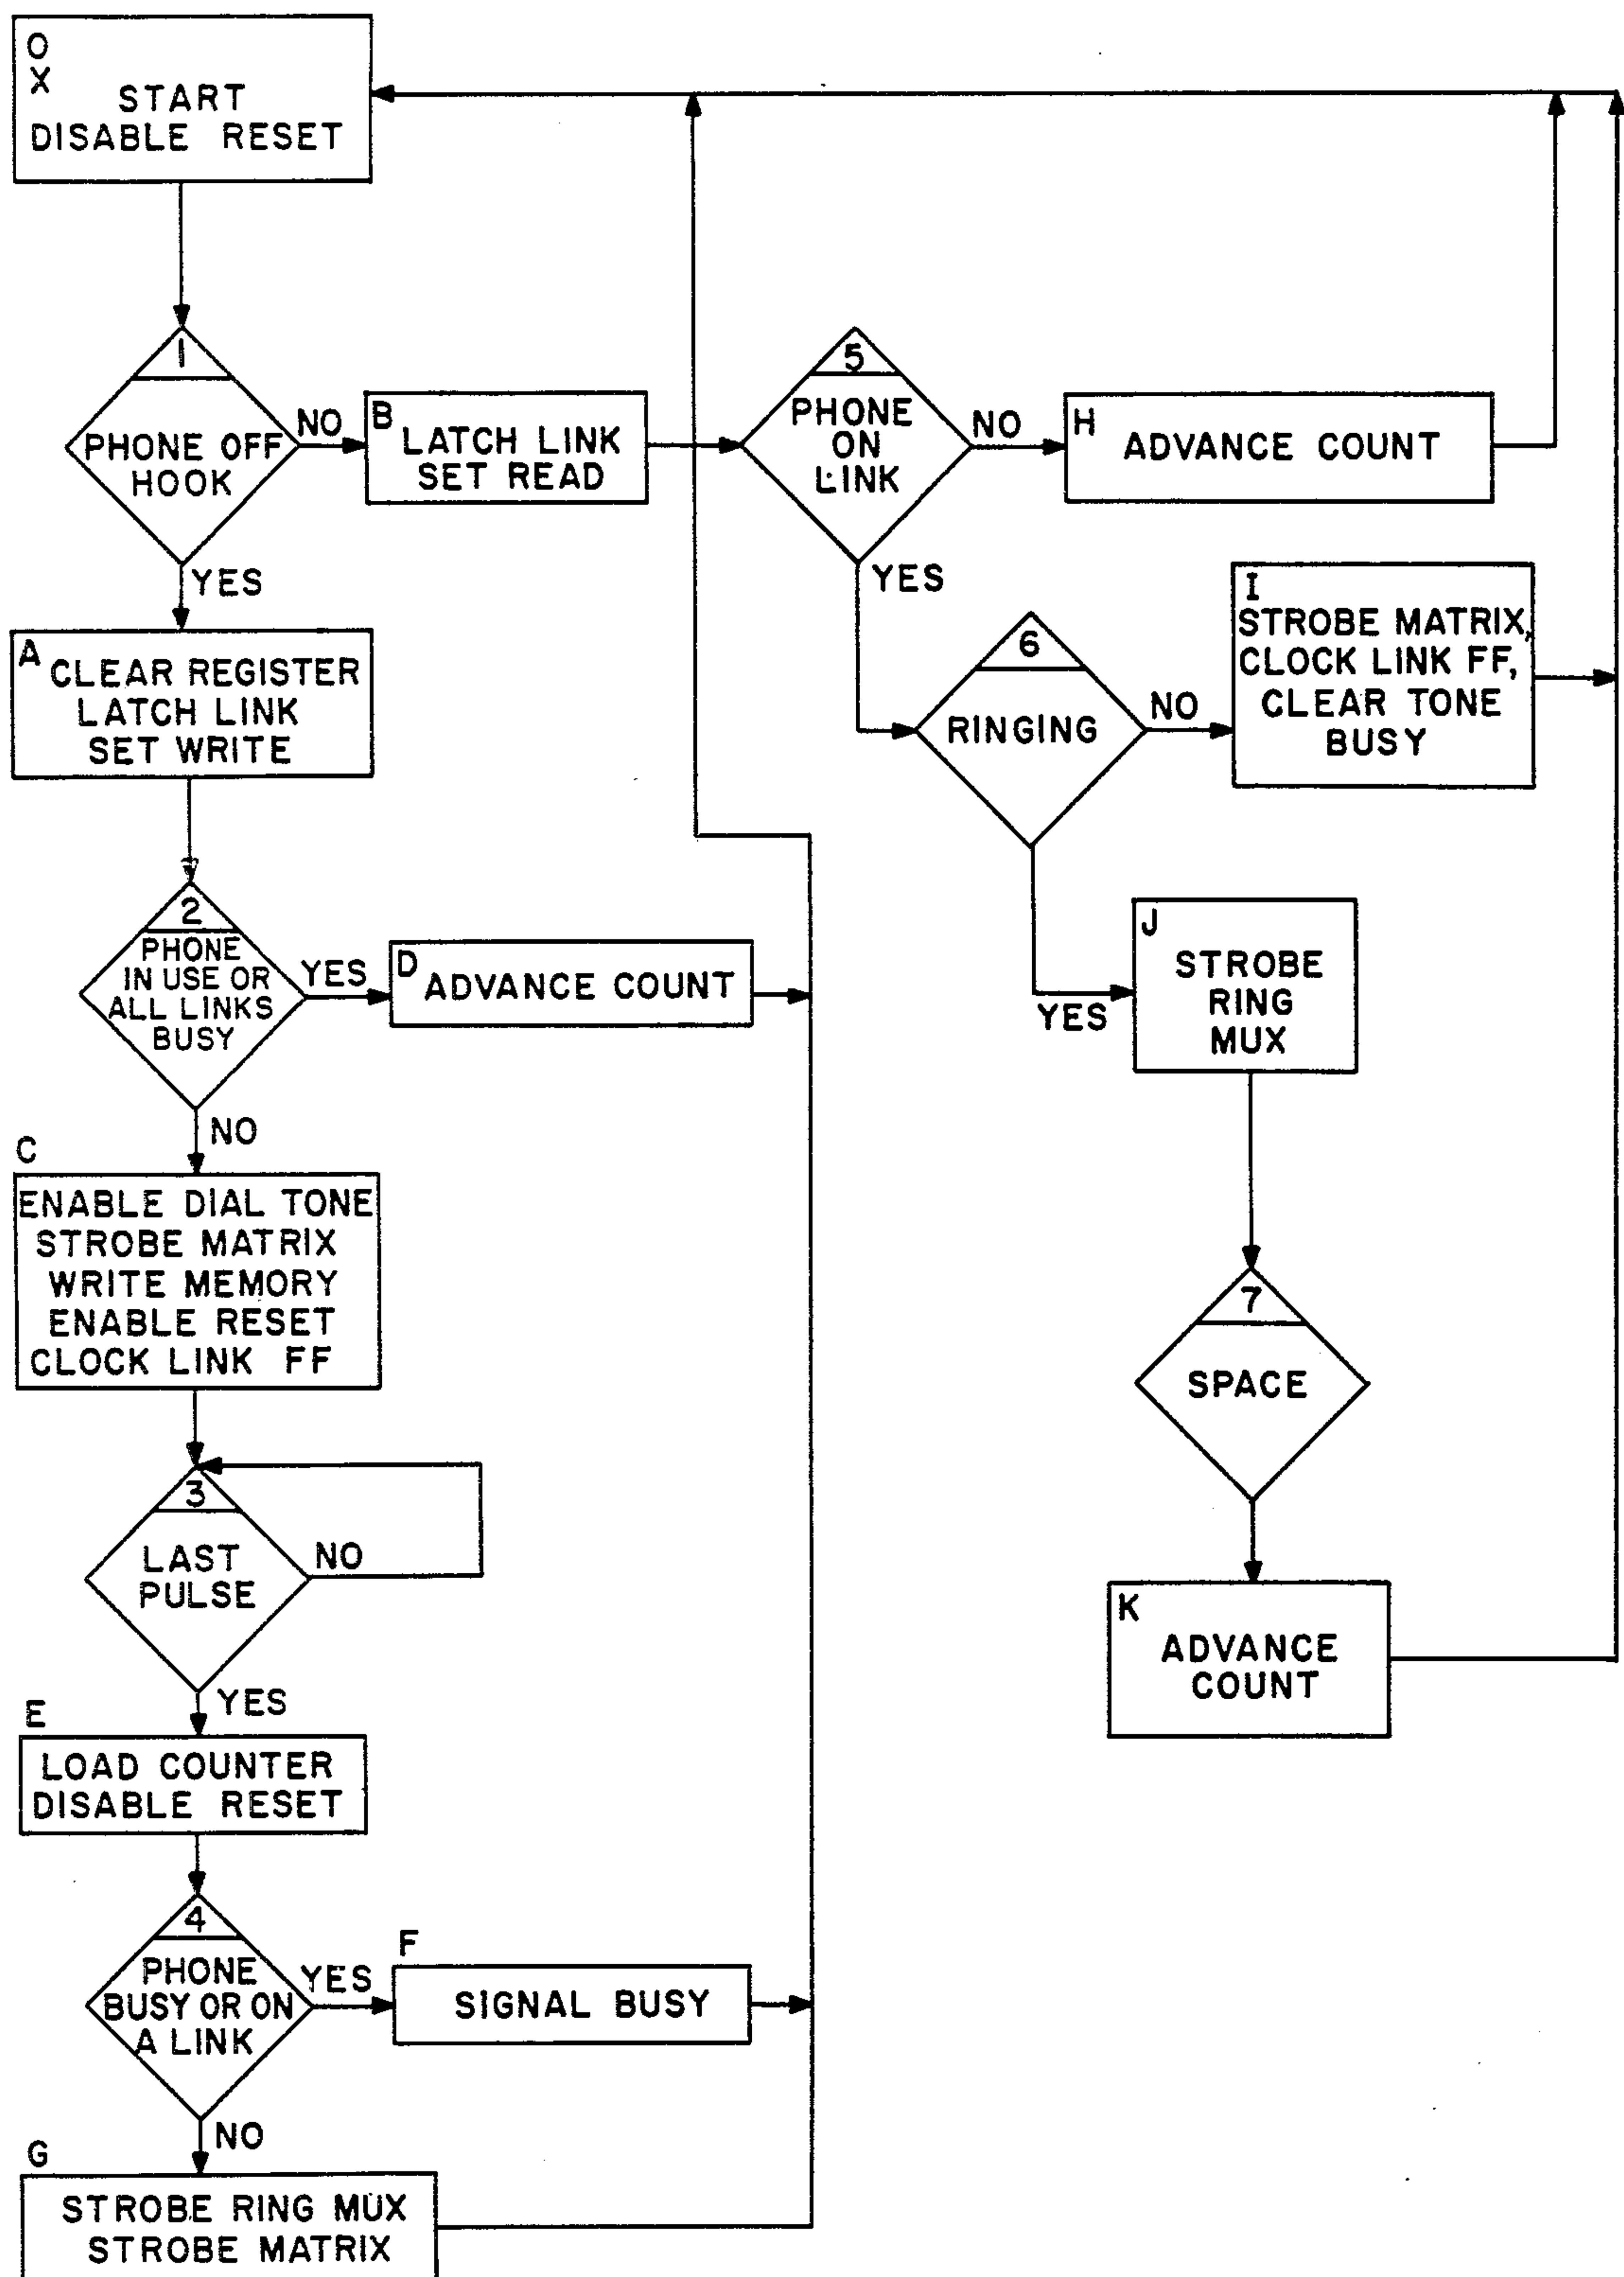 O
X
START
DISABLE RESET
1
PHONE OFF
HOOK
NO
YES
B
LATCH LINK
SET READ
5
PHONE
ON
LINK
NO
YES
H
ADVANCE COUNT
6
RINGING
NO
YES
I
STROBE MATRIX,
CLOCK LINK FF,
CLEAR TONE
BUSY
J
STROBE
RING
MUX
7
SPACE
K
ADVANCE
COUNT
A
CLEAR REGISTER
LATCH LINK
SET WRITE
2
PHONE
IN USE OR
ALL LINKS
BUSY
YES
NO
D
ADVANCE COUNT
C
ENABLE DIAL TONE
STROBE MATRIX
WRITE MEMORY
ENABLE RESET
CLOCK LINK FF
3
LAST
PULSE
NO
YES
E
LOAD COUNTER
DISABLE RESET
4
PHONE
BUSY OR ON
A LINK
YES
NO
F
SIGNAL BUSY
G
STROBE RING MUX
STROBE MATRIX